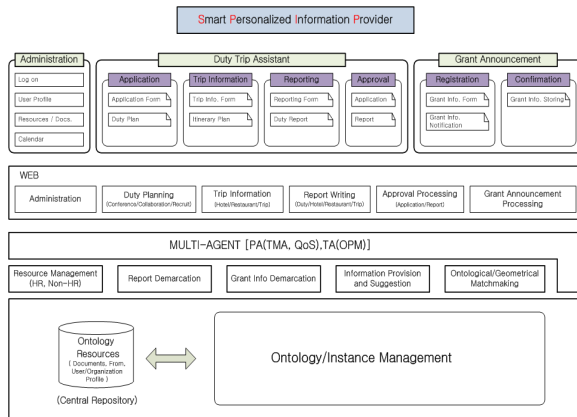 Smart Personalized Information Provider
Administration
Duty Trip Assistant
Grant Announcement
Log on
User Profile
Resources / Docs.
Calendar
Application
Trip Information
Reporting
Approval
Registration
Confirmation
Application Form
Trip Info. Form
Reporting Form
Application
Grant Info. Form
Grant Info. Storing
Duty Plan
Itinerary Plan
Duty Report
Report
Grant Info.
Notification
WEB
Administration
Duty Planning
(Conference/Collaboration/Recruit)
Trip Information
(Hotel/Restaurant/Trip)
Report Writing
(Duty/Hotel/Restaurant/Trip)
Approval Processing
(Application/Report)
Grant Announcement
Processing
MULTI-AGENT [PA(TMA, QoS),TA(OPM)]
Resource Management
(HR, Non-HR)
Report Demarcation
Grant Info Demarcation
Information Provision
and Suggestion
Ontological/Geometrical
Matchmaking
Ontology
Resources
( Documents, From,
User/Organization
Profile )
(Central Repository)
Ontology/Instance Management